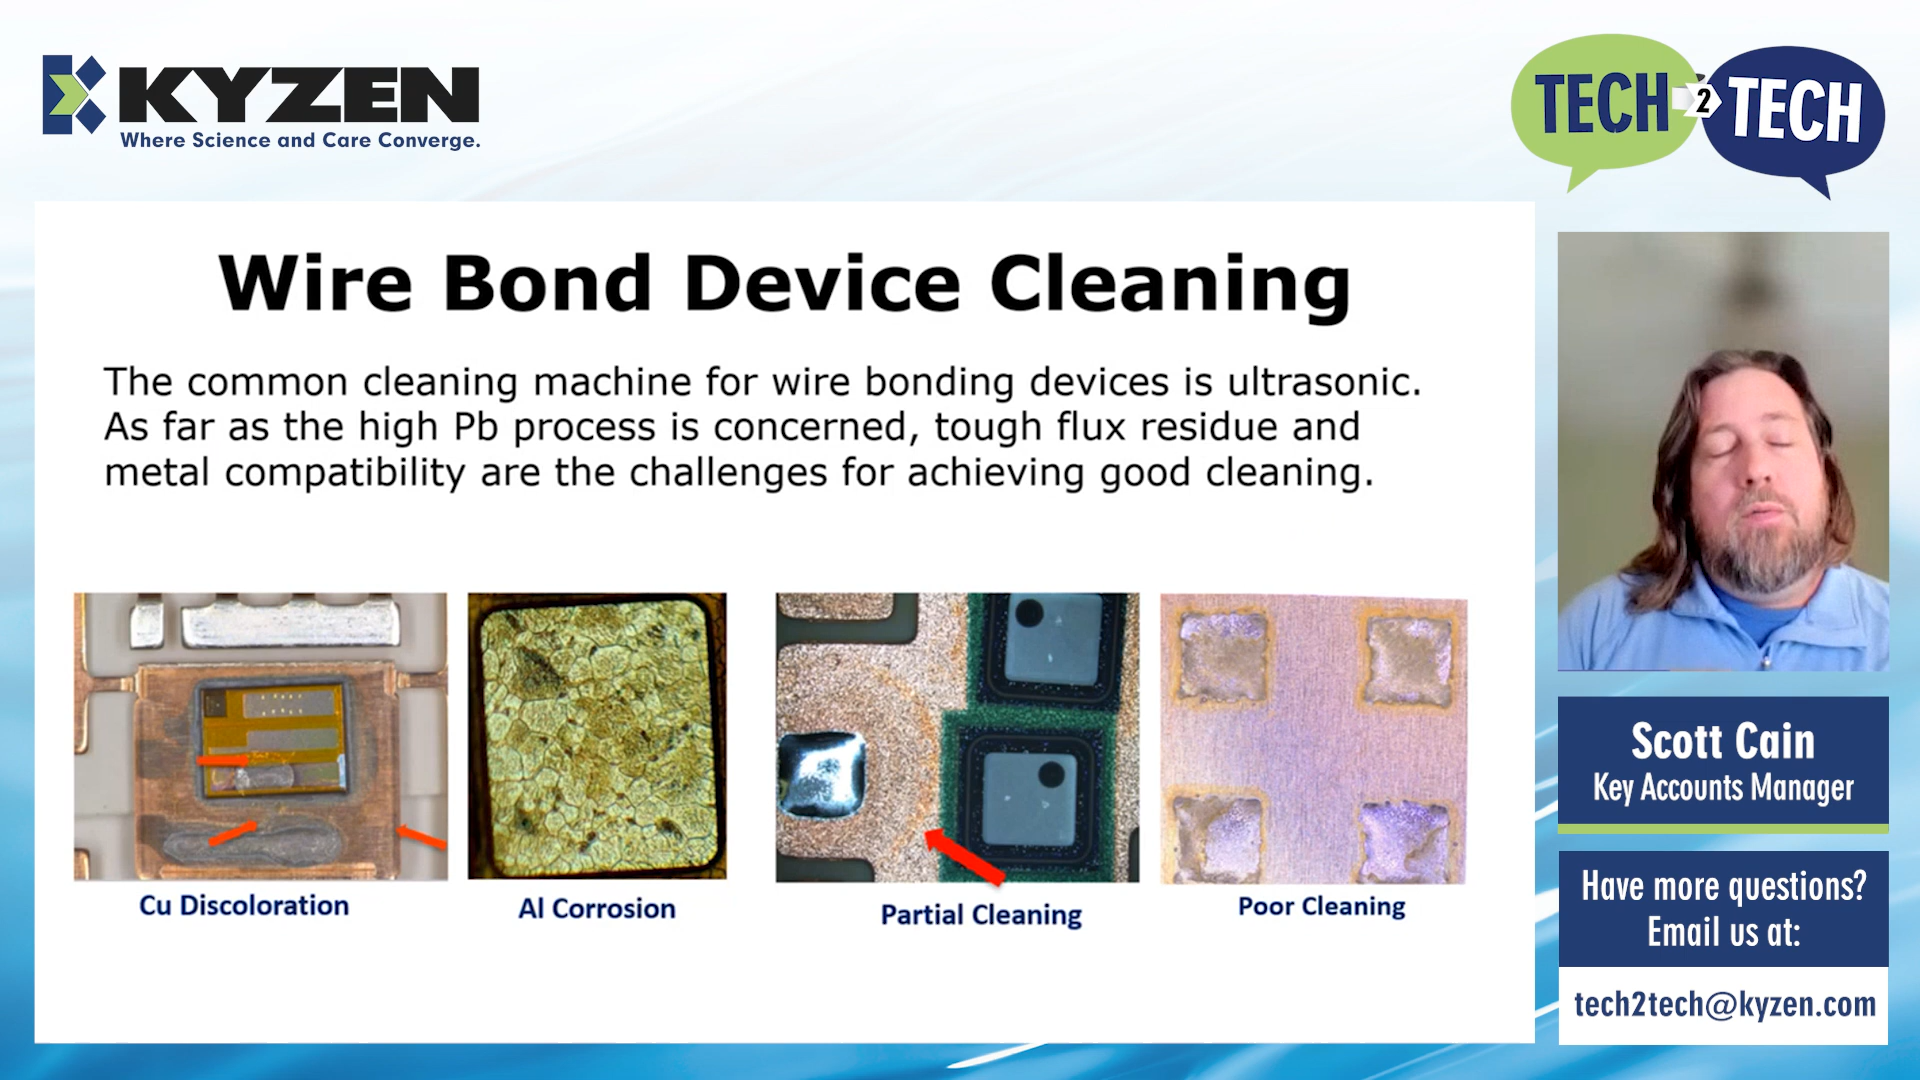 KYZEN
Where Science and Care Converge.
TECH 2 TECH
Wire Bond Device Cleaning
The common cleaning machine for wire bonding devices is ultrasonic.
As far as the high Pb process is concerned, tough flux residue and
metal compatibility are the challenges for achieving good cleaning.
Cu Discoloration
Al Corrosion
Partial Cleaning
Poor Cleaning
Scott Cain
Key Accounts Manager
Have more questions?
Email us at:
tech2tech@kyzen.com